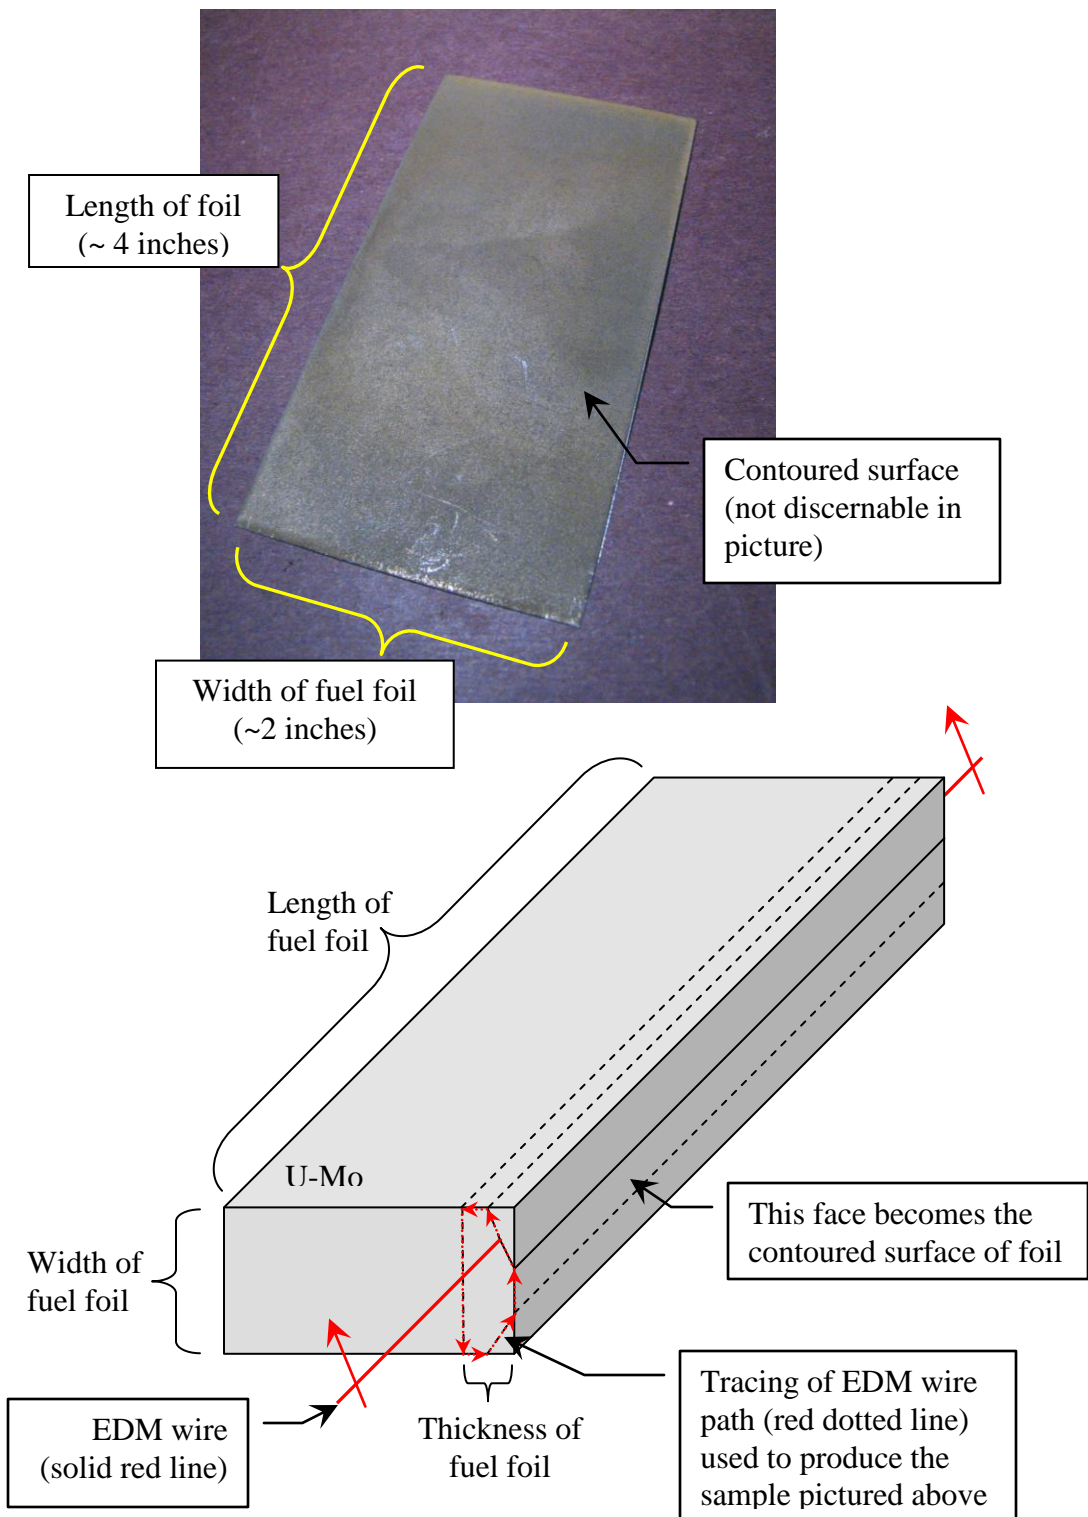 Length of foil
(~ 4 inches)
Contoured surface
(not discernable in
picture)
Width of fuel foil
(~2 inches)
Length of
fuel foil
U-Mo
This face becomes the
contoured surface of foil
Width of
fuel foil
EDM wire
(solid red line)
Thickness of
fuel foil
Tracing of EDM wire
path (red dotted line)
used to produce the
sample pictured above